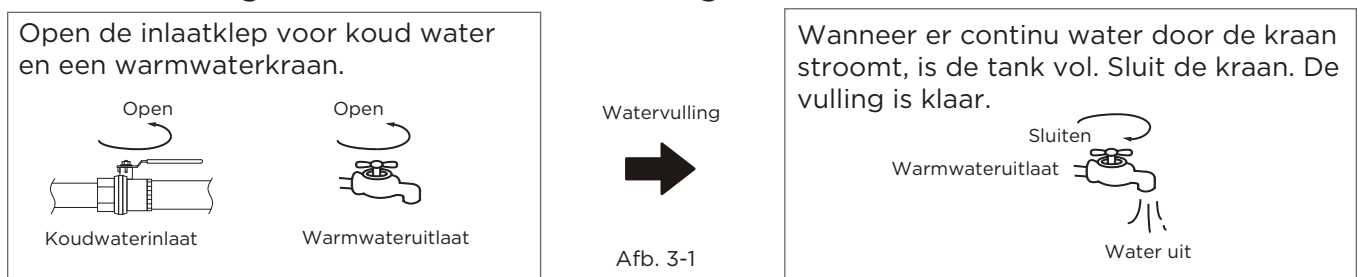 Open de inlaatklep voor koud water
en een warmwaterkraan.
Open
Open
Koudwaterinlaat
Warmwateruitlaat
Watervulling
Afb. 3-1
Wanneer er continu water door de kraan
stroomt, is de tank vol. Sluit de kraan. De
vulling is klaar.
Sluiten
Warmwateruitlaat
Water uit